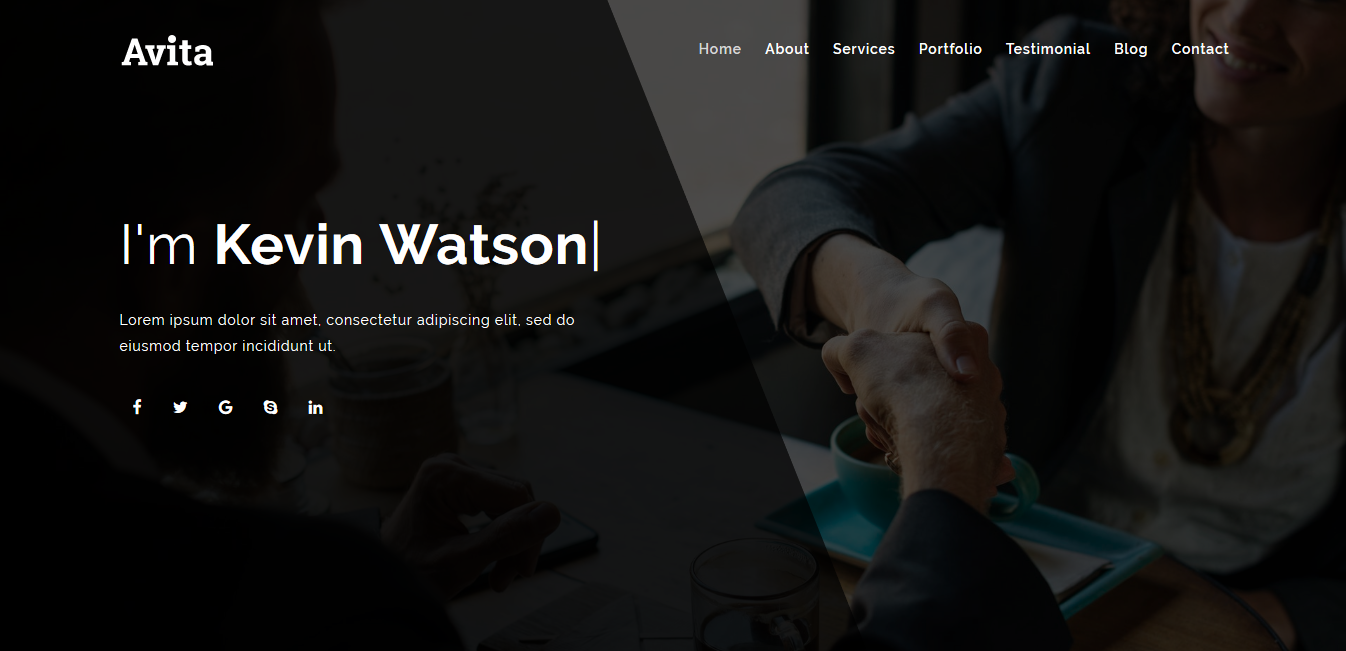 Avita
Home About Services Portfolio Testimonial Blog Contact
I'm Kevin Watson|
Lorem ipsum dolor sit amet, consectetur adipiscing elit, sed do
eiusmod tempor incididunt ut.